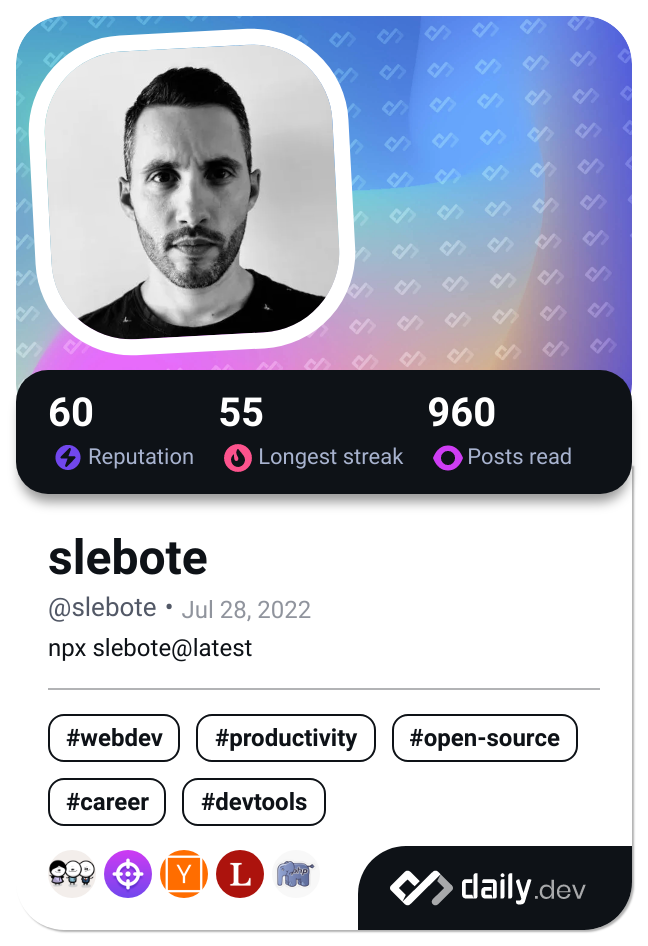 60 55 960
Reputation Longest streak Posts read
slebote
@slebote • Jul 28, 2022
npx slebote@latest
#webdev #productivity #open-source
#career #devtools
Y L php
daily.dev